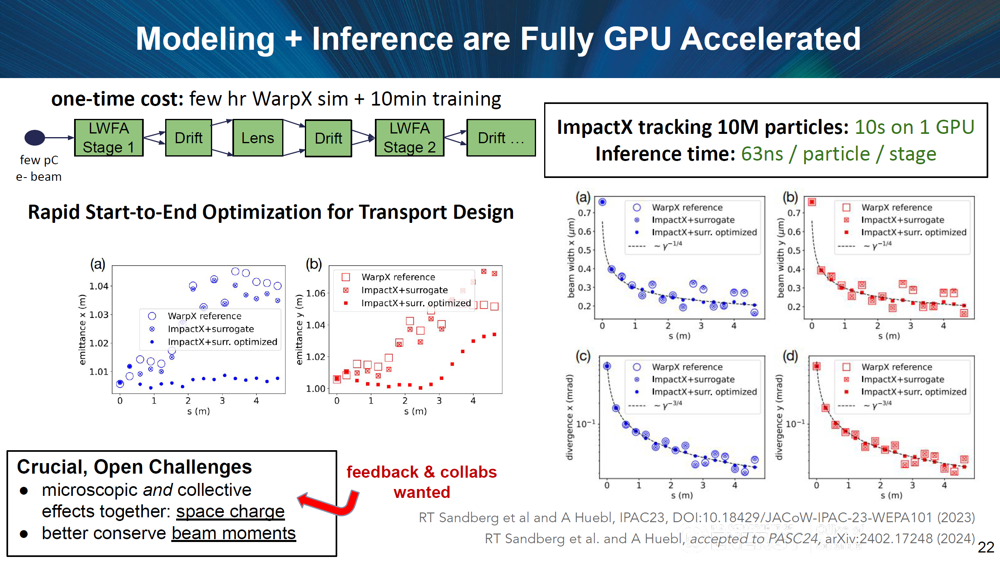 Modeling + Inference are Fully GPU Accelerated
one-time cost: few hr WarpX sim + 10min training
few pC
e- beam
LWFA
Stage 1
Drift
Lens
Drift
LWFA
Stage 2
Drift ...
ImpactX tracking 10M particles: 10s on 1 GPU
Inference time: 63ns / particle / stage
Rapid Start-to-End Optimization for Transport Design
(a)
emittance x (m)
1.04
1.03
1.02
1.01
WarpX reference
ImpactX+surrogate
ImpactX+surr. optimized
0 1 2 3 4
s (m)
(b)
emittance y (m)
1.06
1.04
1.02
1.00
WarpX reference
ImpactX+surrogate
ImpactX+surr. optimized
0 1 2 3 4
s (m)
(a)
beam width x (μm)
0.7
0.6
0.5
0.4
0.3
0.2
WarpX reference
ImpactX+surrogate
ImpactX+surr. optimized
~ γ^−1/4
0 1 2 3 4
s (m)
(b)
beam width y (μm)
0.7
0.6
0.5
0.4
0.3
0.2
WarpX reference
ImpactX+surrogate
ImpactX+surr. optimized
~ γ^−1/4
0 1 2 3 4
s (m)
(c)
divergence x (mrad)
10^−1
WarpX reference
ImpactX+surrogate
ImpactX+surr. optimized
~ γ^−3/4
0 1 2 3 4
s (m)
(d)
divergence y (mrad)
10^−1
WarpX reference
ImpactX+surrogate
ImpactX+surr. optimized
~ γ^−3/4
0 1 2 3 4
s (m)
Crucial, Open Challenges
● microscopic and collective
effects together: space charge
● better conserve beam moments
feedback & collabs
wanted
RT Sandberg et al and A Huebl, IPAC23, DOI:10.18429/JACoW-IPAC-23-WEPA101 (2023)
RT Sandberg et al. and A Huebl, accepted to PASC24, arXiv:2402.17248 (2024)
U.S. DEPARTMENT OF
ENERGY
Office of
Science
22